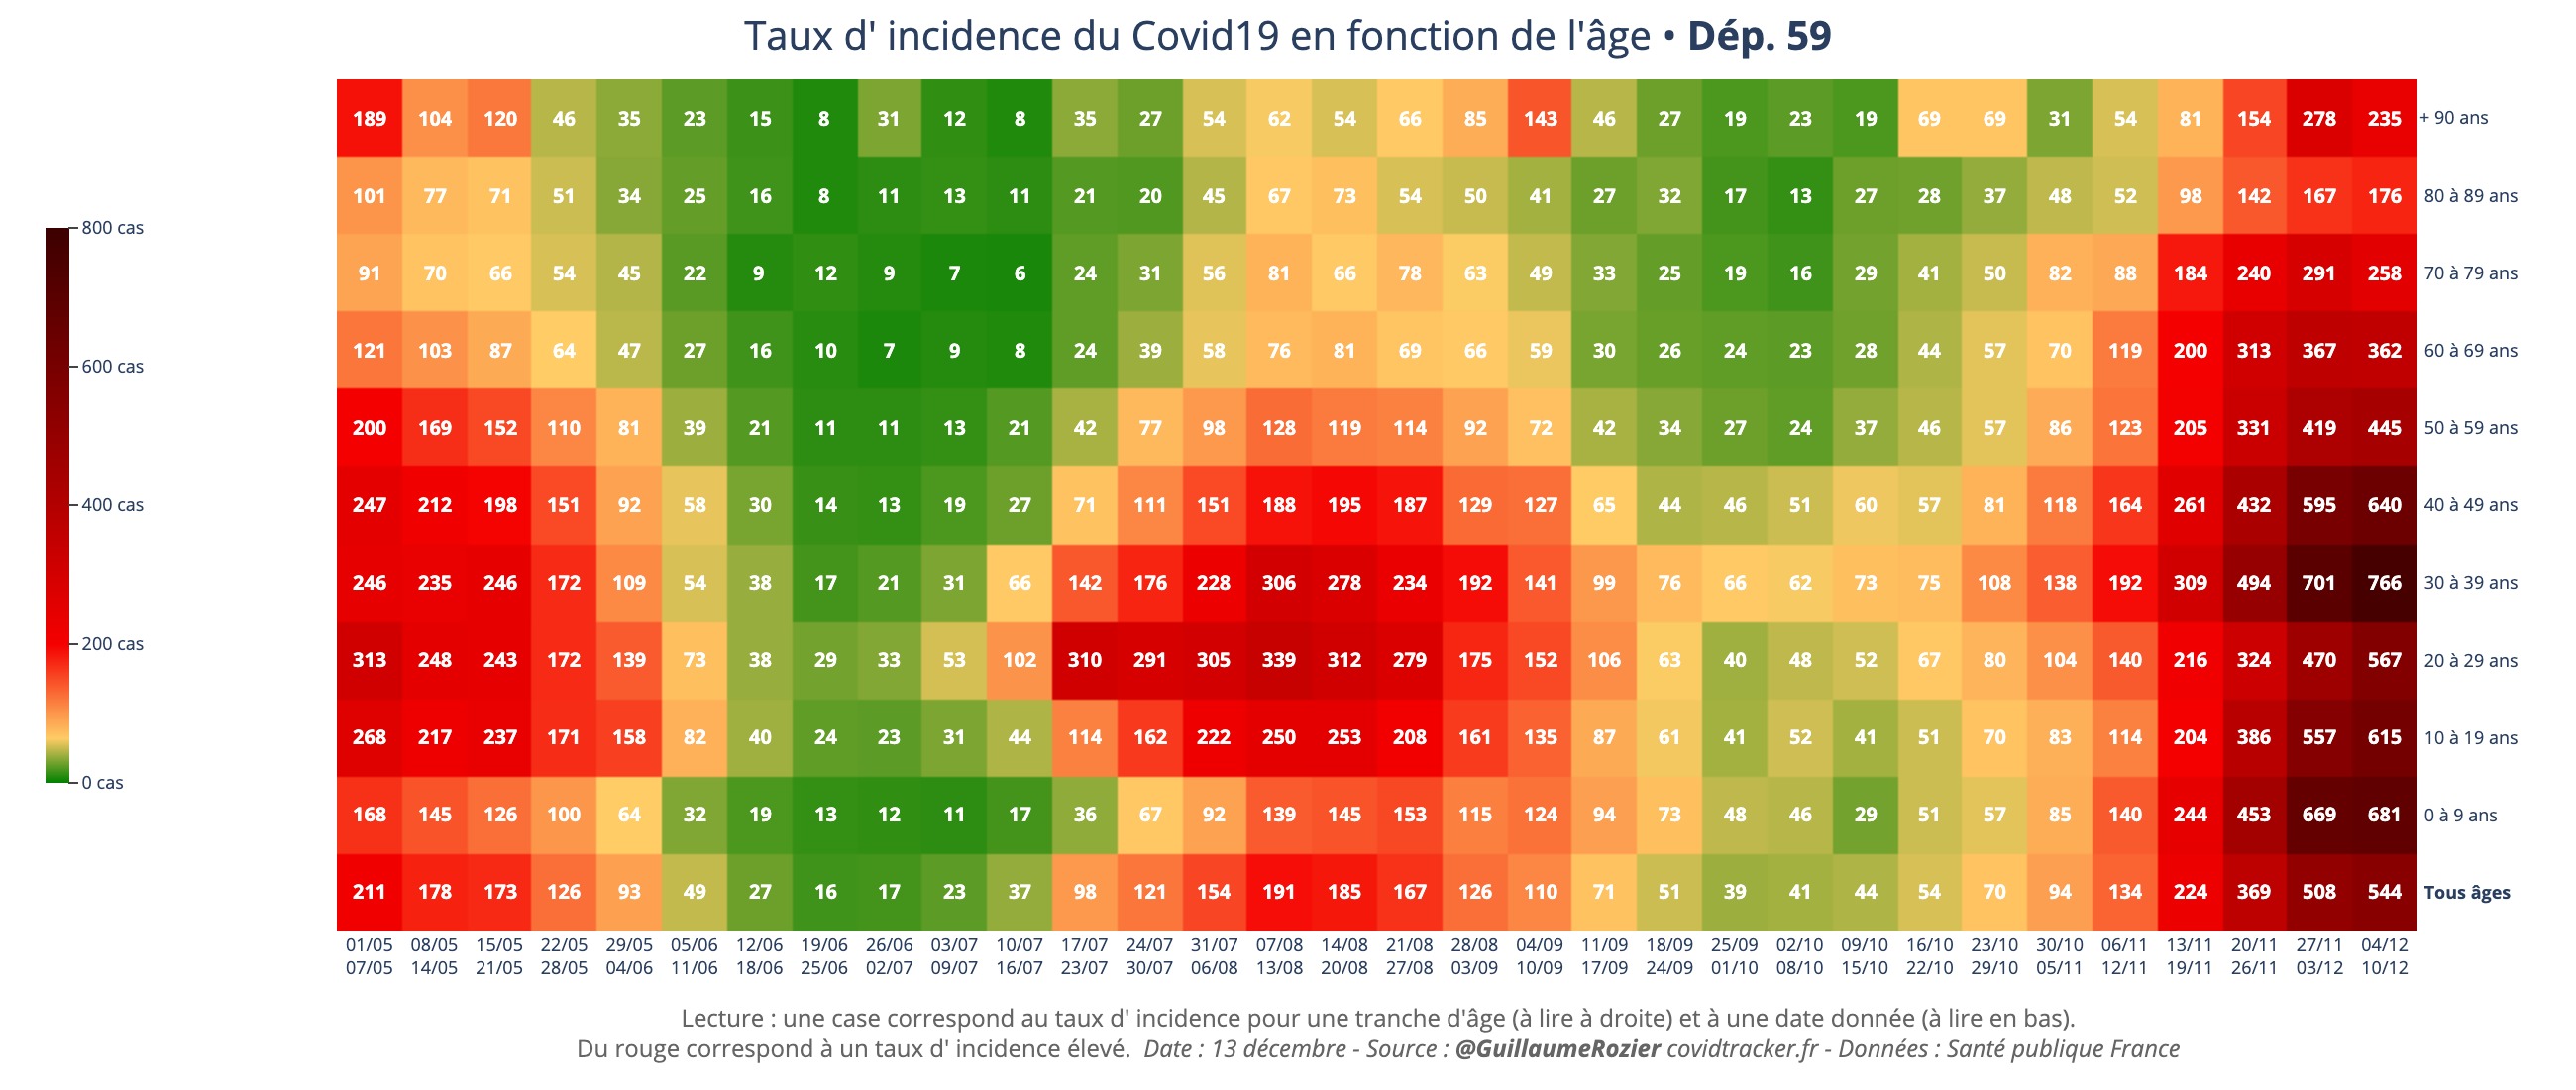 Taux d' incidence du Covid19 en fonction de l'âge • Dép. 59
189 104 120 46 35 23 15 8 31 12 8 35 27 54 62 54 66 85 143 46 27 19 23 19 69 69 31 54 81 154 278 235 + 90 ans
101 77 71 51 34 25 16 8 11 13 11 21 20 45 67 73 54 50 41 27 32 17 13 27 28 37 48 52 98 142 167 176 80 à 89 ans
800 cas
91 70 66 54 45 22 9 12 9 7 6 24 31 56 81 66 78 63 49 33 25 19 16 29 41 50 82 88 184 240 291 258 70 à 79 ans
121 103 87 64 47 27 16 10 7 9 8 24 39 58 76 81 69 66 59 30 26 24 23 28 44 57 70 119 200 313 367 362 60 à 69 ans
600 cas
200 169 152 110 81 39 21 11 11 13 21 42 77 98 128 119 114 92 72 42 34 27 24 37 46 57 86 123 205 331 419 445 50 à 59 ans
400 cas
247 212 198 151 92 58 30 14 13 19 27 71 111 151 188 195 187 129 127 65 44 46 51 60 57 81 118 164 261 432 595 640 40 à 49 ans
246 235 246 172 109 54 38 17 21 31 66 142 176 228 306 278 234 192 141 99 76 66 62 73 75 108 138 192 309 494 701 766 30 à 39 ans
200 cas
313 248 243 172 139 73 38 29 33 53 102 310 291 305 339 312 279 175 152 106 63 40 48 52 67 80 104 140 216 324 470 567 20 à 29 ans
268 217 237 171 158 82 40 24 23 31 44 114 162 222 250 253 208 161 135 87 61 41 52 41 51 70 83 114 204 386 557 615 10 à 19 ans
0 cas
168 145 126 100 64 32 19 13 12 11 17 36 67 92 139 145 153 115 124 94 73 48 46 29 51 57 85 140 244 453 669 681 0 à 9 ans
211 178 173 126 93 49 27 16 17 23 37 98 121 154 191 185 167 126 110 71 51 39 41 44 54 70 94 134 224 369 508 544 Tous âges
01/05 08/05 15/05 22/05 29/05 05/06 12/06 19/06 26/06 03/07 10/07 17/07 24/07 31/07 07/08 14/08 21/08 28/08 04/09 11/09 18/09 25/09 02/10 09/10 16/10 23/10 30/10 06/11 13/11 20/11 27/11 04/12
07/05 14/05 21/05 28/05 04/06 11/06 18/06 25/06 02/07 09/07 16/07 23/07 30/07 06/08 13/08 20/08 27/08 03/09 10/09 17/09 24/09 01/10 08/10 15/10 22/10 29/10 05/11 12/11 19/11 26/11 03/12 10/12
Lecture : une case correspond au taux d' incidence pour une tranche d'âge (à lire à droite) et à une date donnée (à lire en bas).
Du rouge correspond à un taux d' incidence élevé. Date : 13 décembre - Source : @GuillaumeRozier covidtracker.fr - Données : Santé publique France